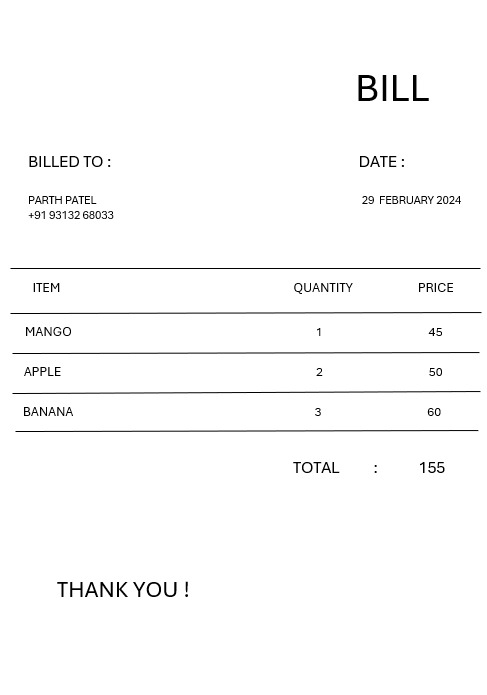 BILL
BILLED TO : DATE :
PARTH PATEL 29 FEBRUARY 2024
+91 93132 68033
ITEM QUANTITY PRICE
MANGO 1 45
APPLE 2 50
BANANA 3 60
TOTAL : 155
THANK YOU !